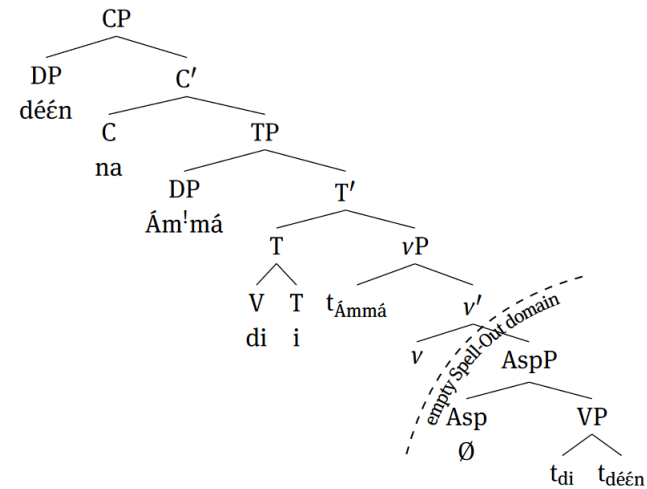 CP
DP C′
déɛ́n
C TP
na
DP T′
Ám!má
T vP
V T tÁmmá v′
di i
v AspP
empty Spell-Out domain
Asp VP
Ø
tdi tdéɛ́n